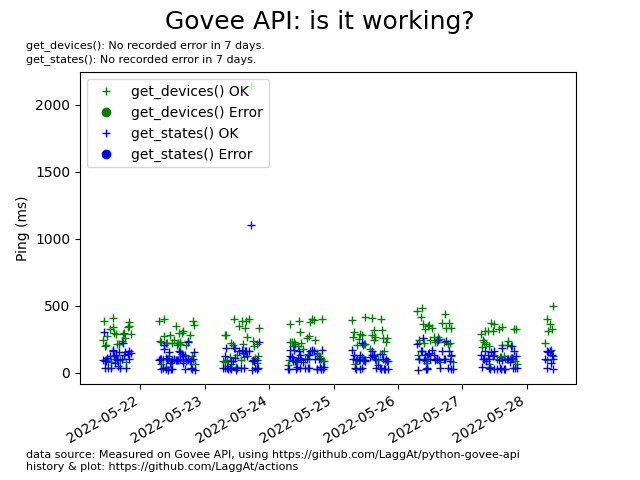 Govee API: is it working?
get_devices(): No recorded error in 7 days.
get_states(): No recorded error in 7 days.
get_devices() OK
get_devices() Error
get_states() OK
get_states() Error
Ping (ms)
2000
1500
1000
500
0
2022-05-22
2022-05-23
2022-05-24
2022-05-25
2022-05-26
2022-05-27
2022-05-28
data source: Measured on Govee API, using https://github.com/LaggAt/python-govee-api
history & plot: https://github.com/LaggAt/actions